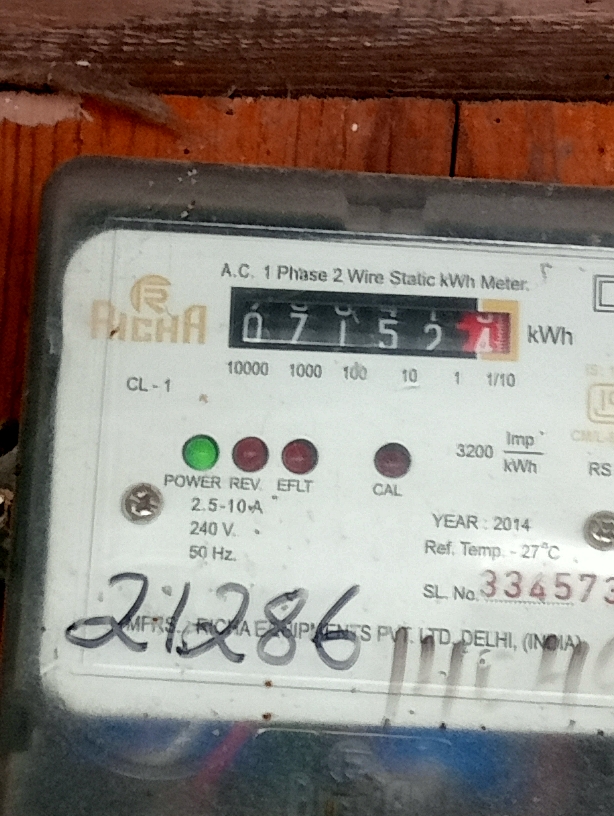 A.C. 1 Phase 2 Wire Static kWh Meter.
R
RICHA
0 7 1 5 2 4 kWh
10000 1000 100 10 1 1/10
CL - 1
3200 Imp
kWh
POWER REV. EFLT CAL
RS
2.5-10 A
240 V.
50 Hz.
YEAR : 2014
Ref. Temp. - 27°C
SL. No. 334573
21286
MFRS.: RICHA EQUIPMENTS PVT. LTD. DELHI, (INDIA)